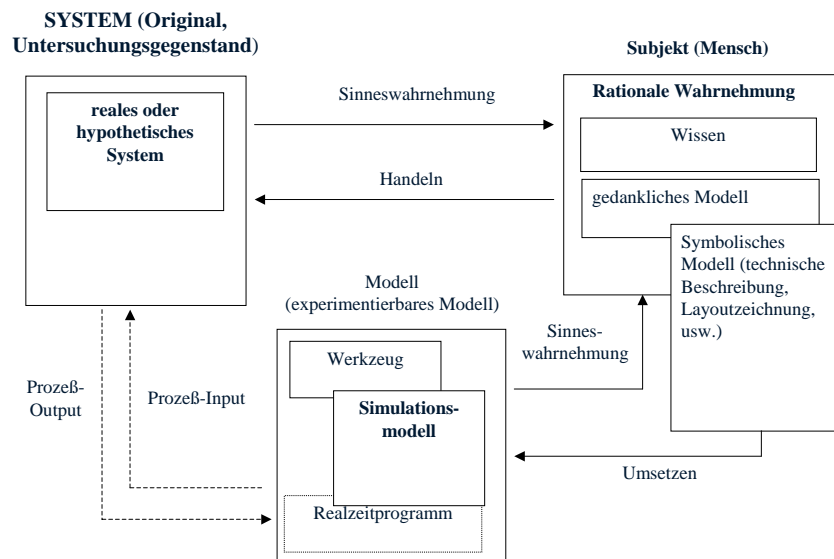 SYSTEM (Original,
Untersuchungsgegenstand)
reales oder
hypothetisches
System
Sinneswahrnehmung
Handeln
Subjekt (Mensch)
Rationale Wahrnehmung
Wissen
gedankliches Modell
Symbolisches
Modell (technische
Beschreibung,
Layoutzeichnung,
usw.)
Modell
(experimentierbares Modell)
Werkzeug
Simulations-
modell
Realzeitprogramm
Sinnes-
wahrnehmung
Umsetzen
Prozeß-
Output
Prozeß-Input